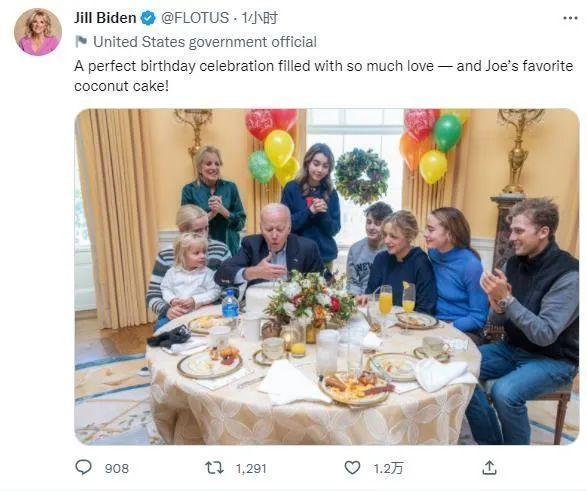 Jill Biden @FLOTUS · 1小时
United States government official
A perfect birthday celebration filled with so much love — and Joe's favorite
coconut cake!
908 1,291 1.2万